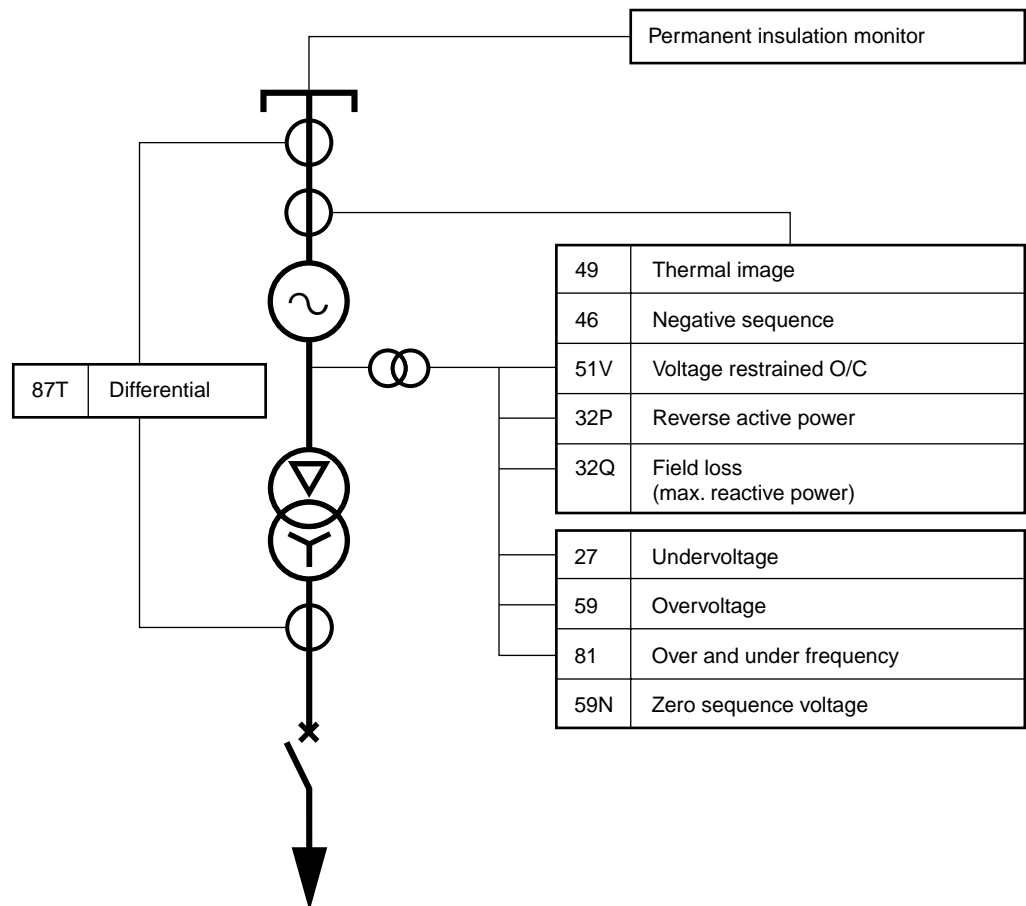 Permanent insulation monitor
49 Thermal image
46 Negative sequence
51V Voltage restrained O/C
87T Differential
32P Reverse active power
32Q Field loss
(max. reactive power)
27 Undervoltage
59 Overvoltage
81 Over and under frequency
59N Zero sequence voltage